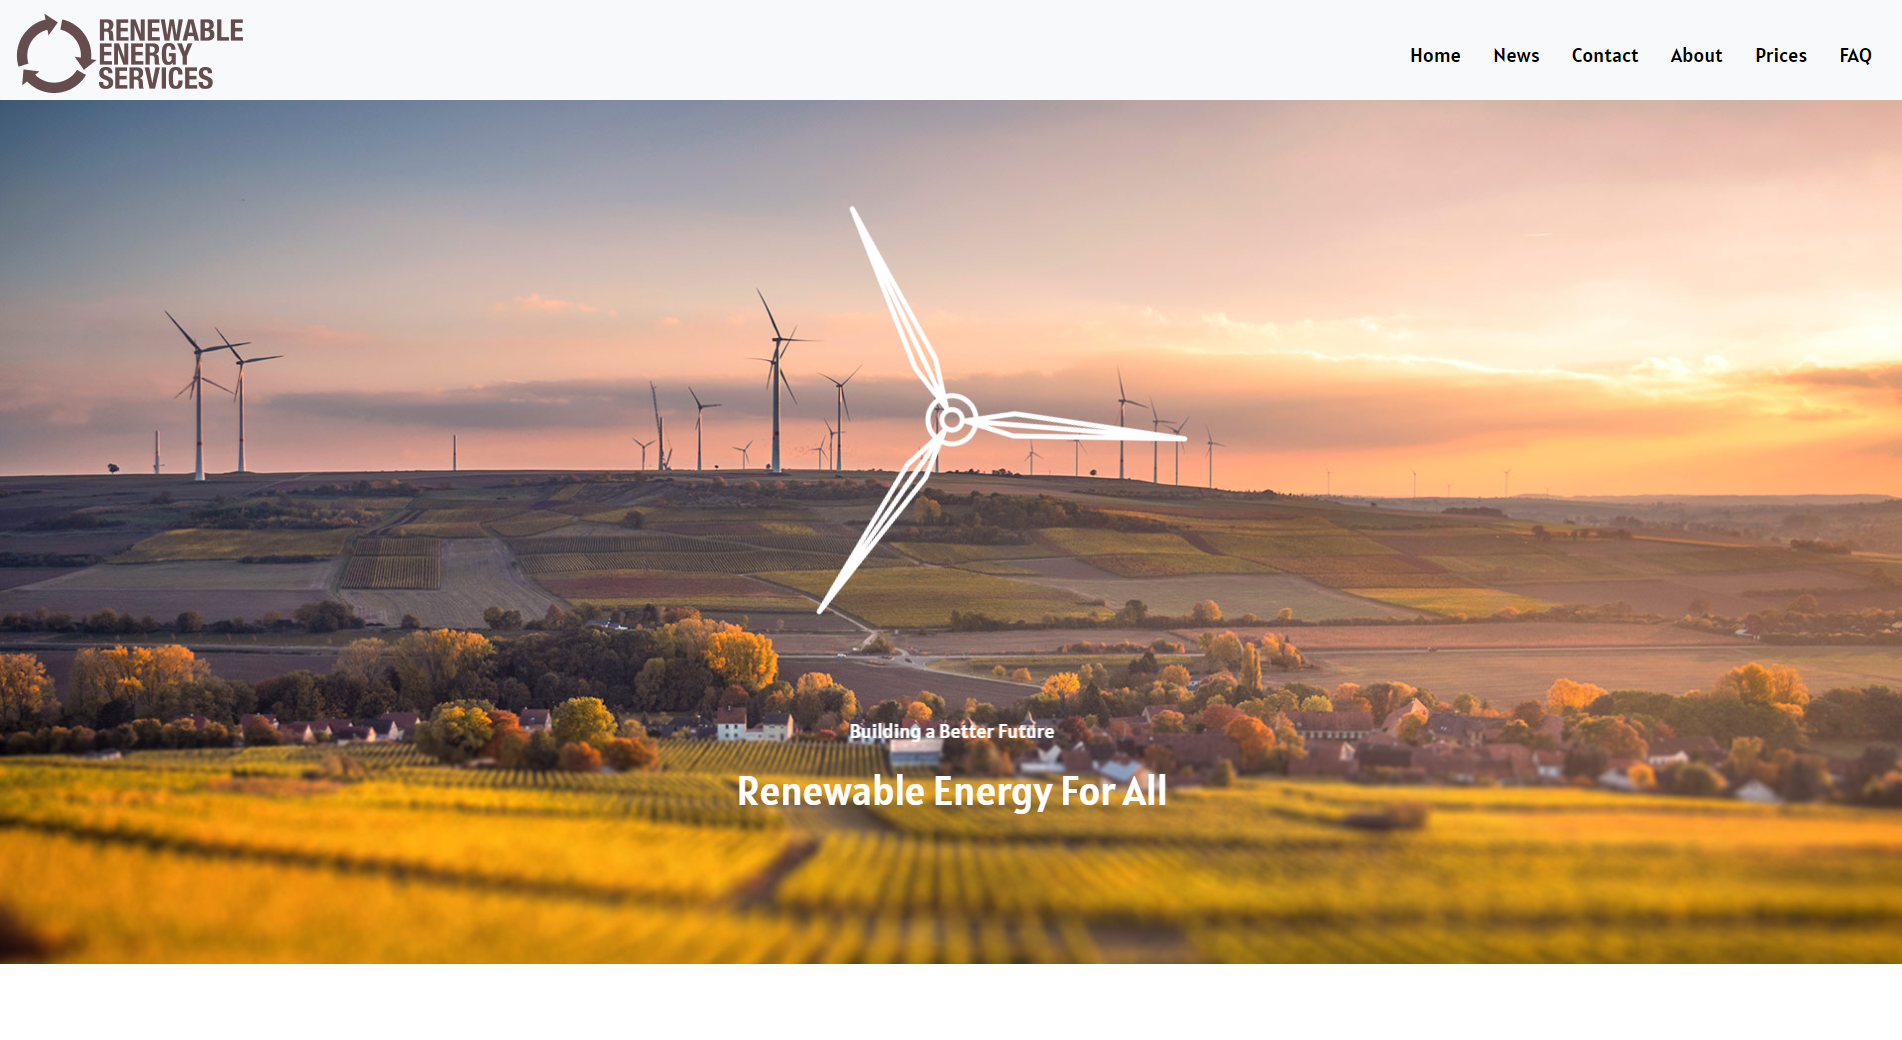 RENEWABLE
ENERGY
SERVICES
Home News Contact About Prices FAQ
Building a Better Future
Renewable Energy For All